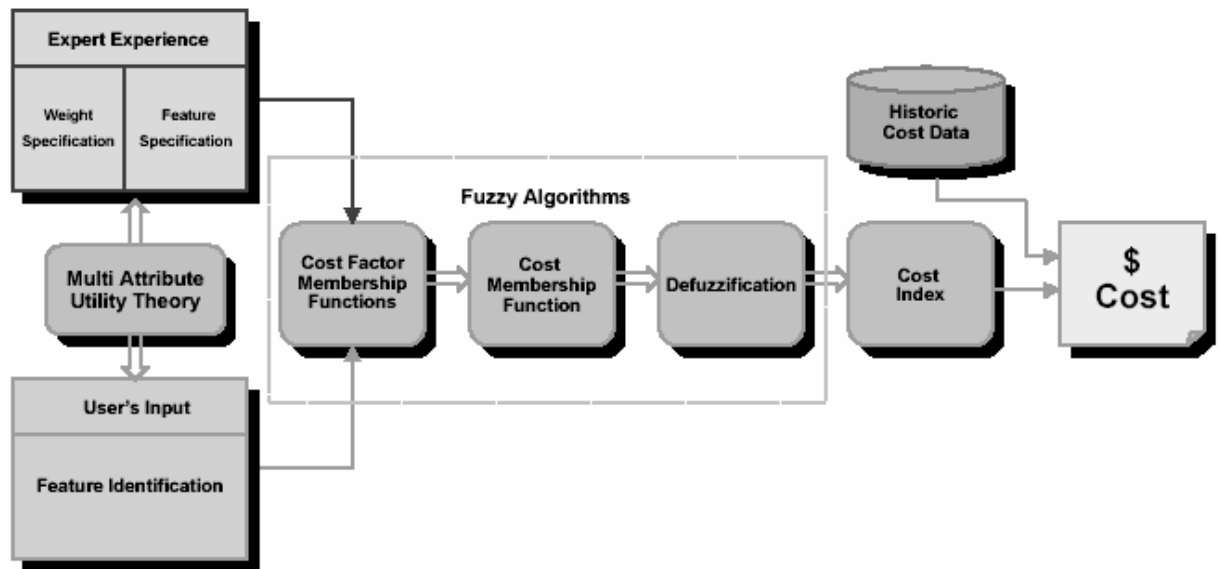 Expert Experience
Weight
Specification
Feature
Specification
Multi Attribute
Utility Theory
User's Input
Feature Identification
Fuzzy Algorithms
Cost Factor
Membership
Functions
Cost
Membership
Function
Defuzzification
Historic
Cost Data
Cost
Index
$
Cost